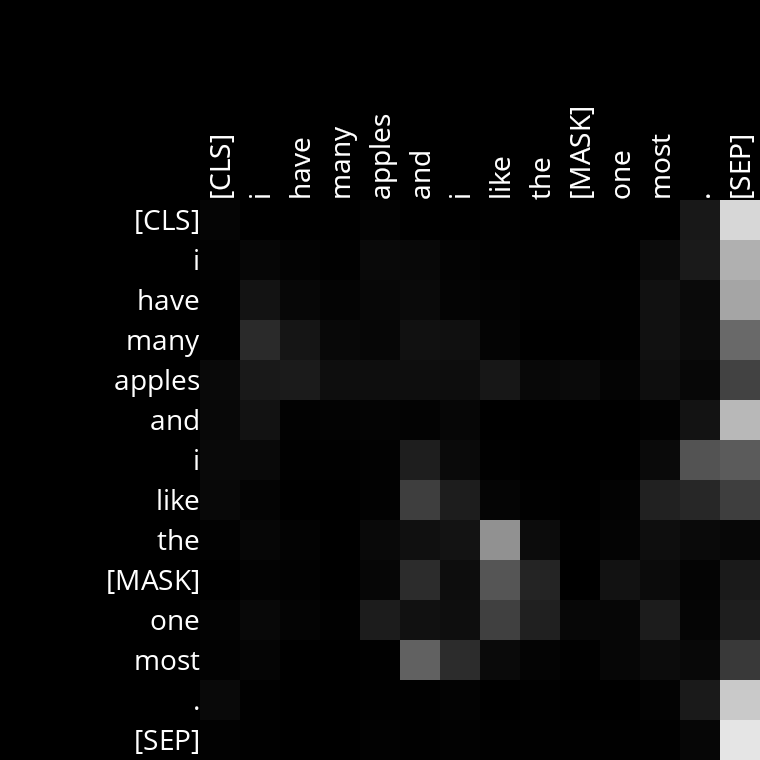 [CLS] i have many apples and i like the [MASK] one most . [SEP]
[CLS]
i
have
many
apples
and
i
like
the
[MASK]
one
most
.
[SEP]